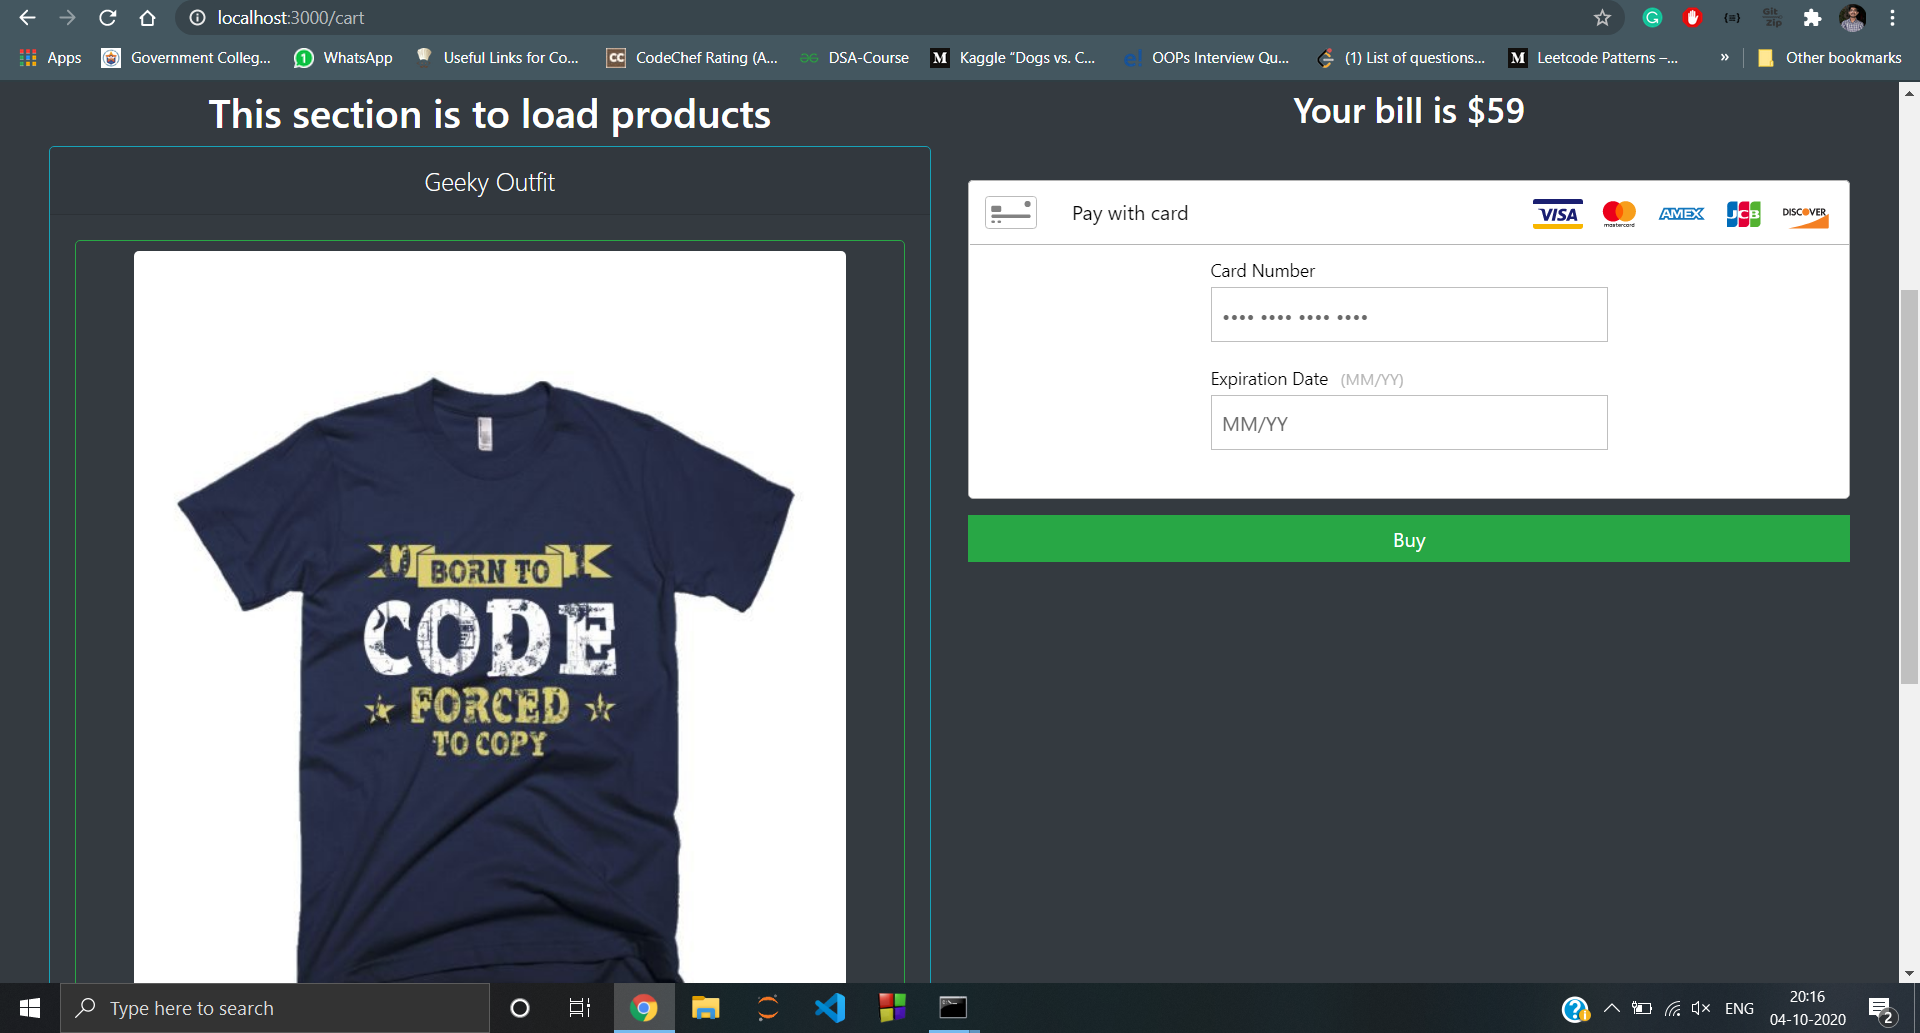 localhost:3000/cart
Apps
Government Colleg...
WhatsApp
Useful Links for Co...
CC
CodeChef Rating (A...
DSA-Course
M
Kaggle “Dogs vs. C...
e!
OOPs Interview Qu...
(1) List of questions...
M
Leetcode Patterns –...
»
Other bookmarks
This section is to load products
Geeky Outfit
BORN TO
CODE
FORCED
TO COPY
Your bill is $59
Pay with card
VISA
mastercard
AMEX
JCB
DISCOVER
Card Number
•••• •••• •••• ••••
Expiration Date (MM/YY)
MM/YY
Buy
Type here to search
ENG
20:16
04-10-2020
2